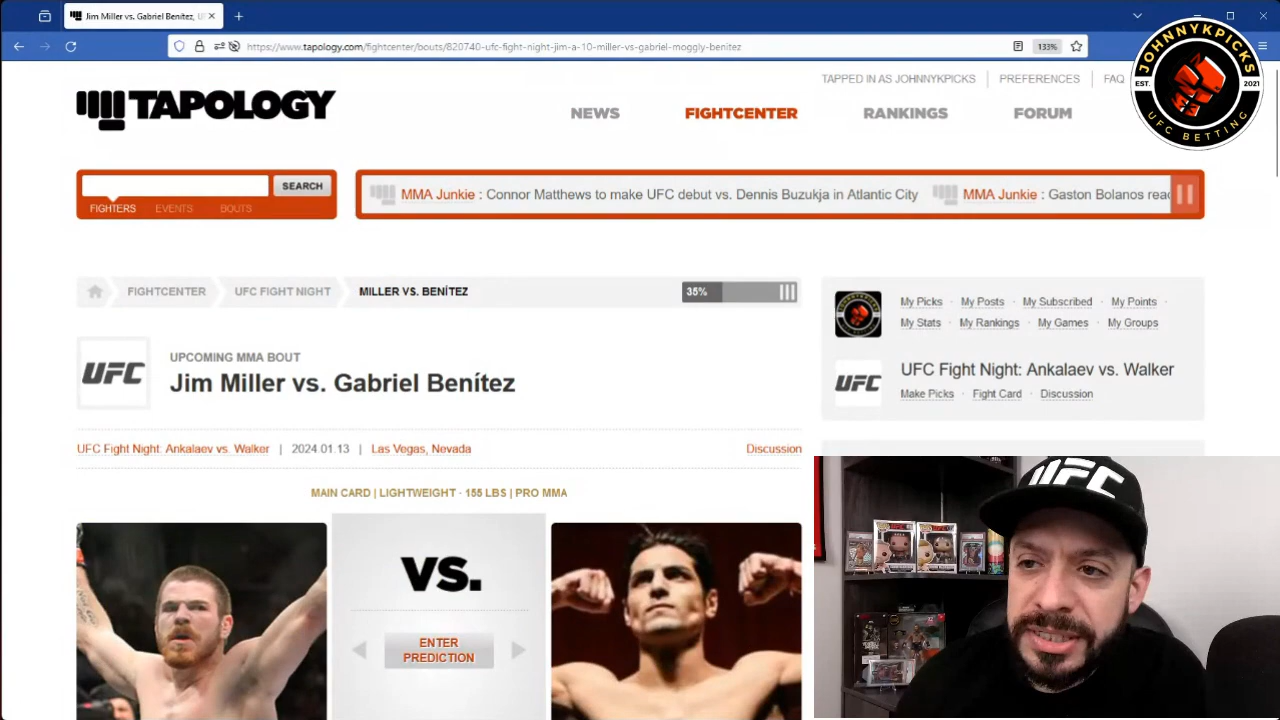 Jim Miller vs. Gabriel Benítez, U
https://www.tapology.com/fightcenter/bouts/820740-ufc-fight-night-jim-a-10-miller-vs-gabriel-moggly-benitez
133%
JOHNNYKPICKS
EST.
2021
UFC BETTING
TAPPED IN AS JOHNNYKPICKS
PREFERENCES
FAQ
TAPOLOGY
NEWS
FIGHTCENTER
RANKINGS
FORUM
SEARCH
FIGHTERS
EVENTS
BOUTS
MMA Junkie : Connor Matthews to make UFC debut vs. Dennis Buzukja in Atlantic City
MMA Junkie : Gaston Bolanos
FIGHTCENTER
UFC FIGHT NIGHT
MILLER VS. BENÍTEZ
35%
My Picks · My Posts · My Subscribed · My Points ·
My Stats · My Rankings · My Games · My Groups
UFC
UPCOMING MMA BOUT
Jim Miller vs. Gabriel Benítez
UFC
UFC Fight Night: Ankalaev vs. Walker
Make Picks · Fight Card · Discussion
UFC Fight Night: Ankalaev vs. Walker | 2024.01.13 | Las Vegas, Nevada
Discussion
MAIN CARD | LIGHTWEIGHT · 155 LBS | PRO MMA
VS.
ENTER
PREDICTION
UFC